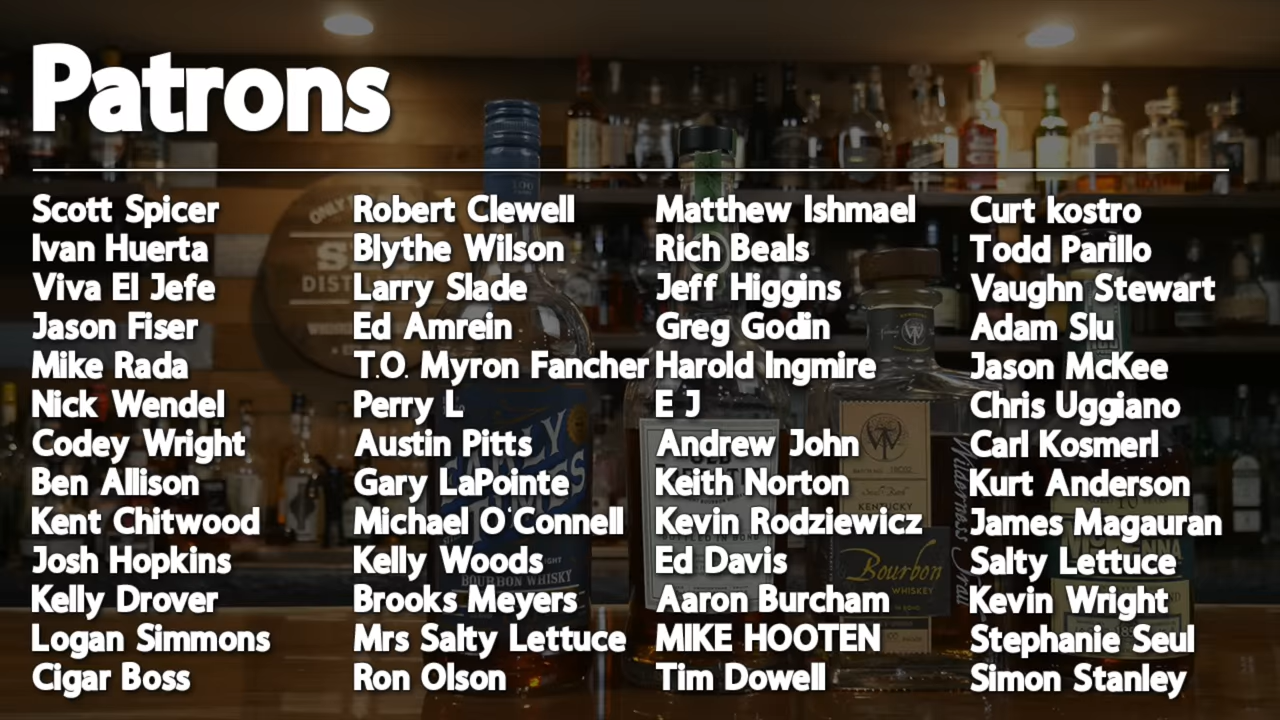 Patrons
Scott Spicer
Ivan Huerta
Viva El Jefe
Jason Fiser
Mike Rada
Nick Wendel
Codey Wright
Ben Allison
Kent Chitwood
Josh Hopkins
Kelly Drover
Logan Simmons
Cigar Boss
Robert Clewell
Blythe Wilson
Larry Slade
Ed Amrein
T.O. Myron Fancher
Perry L
Austin Pitts
Gary LaPointe
Michael O'Connell
Kelly Woods
Brooks Meyers
Mrs Salty Lettuce
Ron Olson
Matthew Ishmael
Rich Beals
Jeff Higgins
Greg Godin
Harold Ingmire
E J
Andrew John
Keith Norton
Kevin Rodziewicz
Ed Davis
Aaron Burcham
MIKE HOOTEN
Tim Dowell
Curt kostro
Todd Parillo
Vaughn Stewart
Adam Slu
Jason McKee
Chris Uggiano
Carl Kosmerl
Kurt Anderson
James Magauran
Salty Lettuce
Kevin Wright
Stephanie Seul
Simon Stanley
BOURBON WHISKY
KENTUCKY
Bourbon
WHISKEY